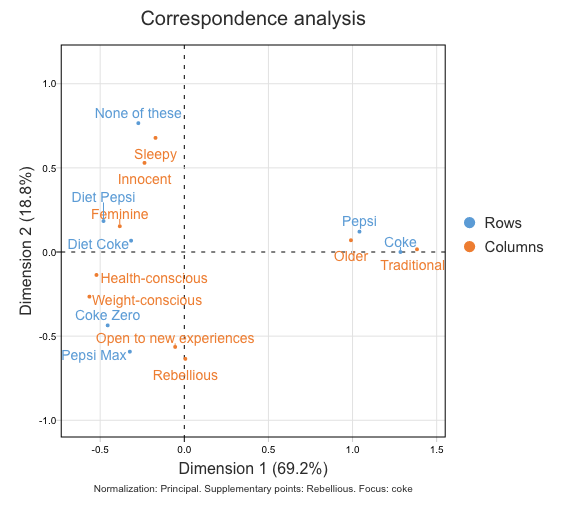 Correspondence analysis
1.0
None of these
Sleepy
0.5
Innocent
Diet Pepsi
Feminine
Pepsi
Rows
Diet Coke
Coke
Columns
0.0
Older
Traditional
Health-conscious
Weight-conscious
Coke Zero
-0.5
Open to new experiences
Pepsi Max
Rebellious
-1.0
-0.5 0.0 0.5 1.0 1.5
Dimension 2 (18.8%)
Dimension 1 (69.2%)
Normalization: Principal. Supplementary points: Rebellious. Focus: coke